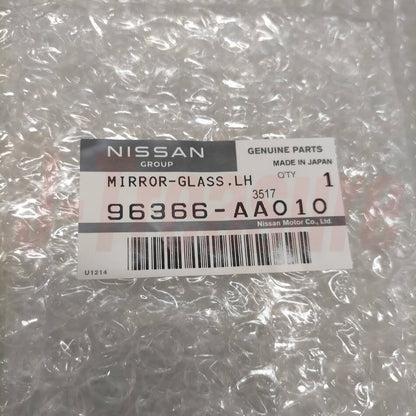 NISSAN
GROUP
GENUINE PARTS
MADE IN JAPAN
MIRROR-GLASS.LH
Q'TY 1
3517
96366-AA010
Nissan Motor Co., Ltd.
U1214